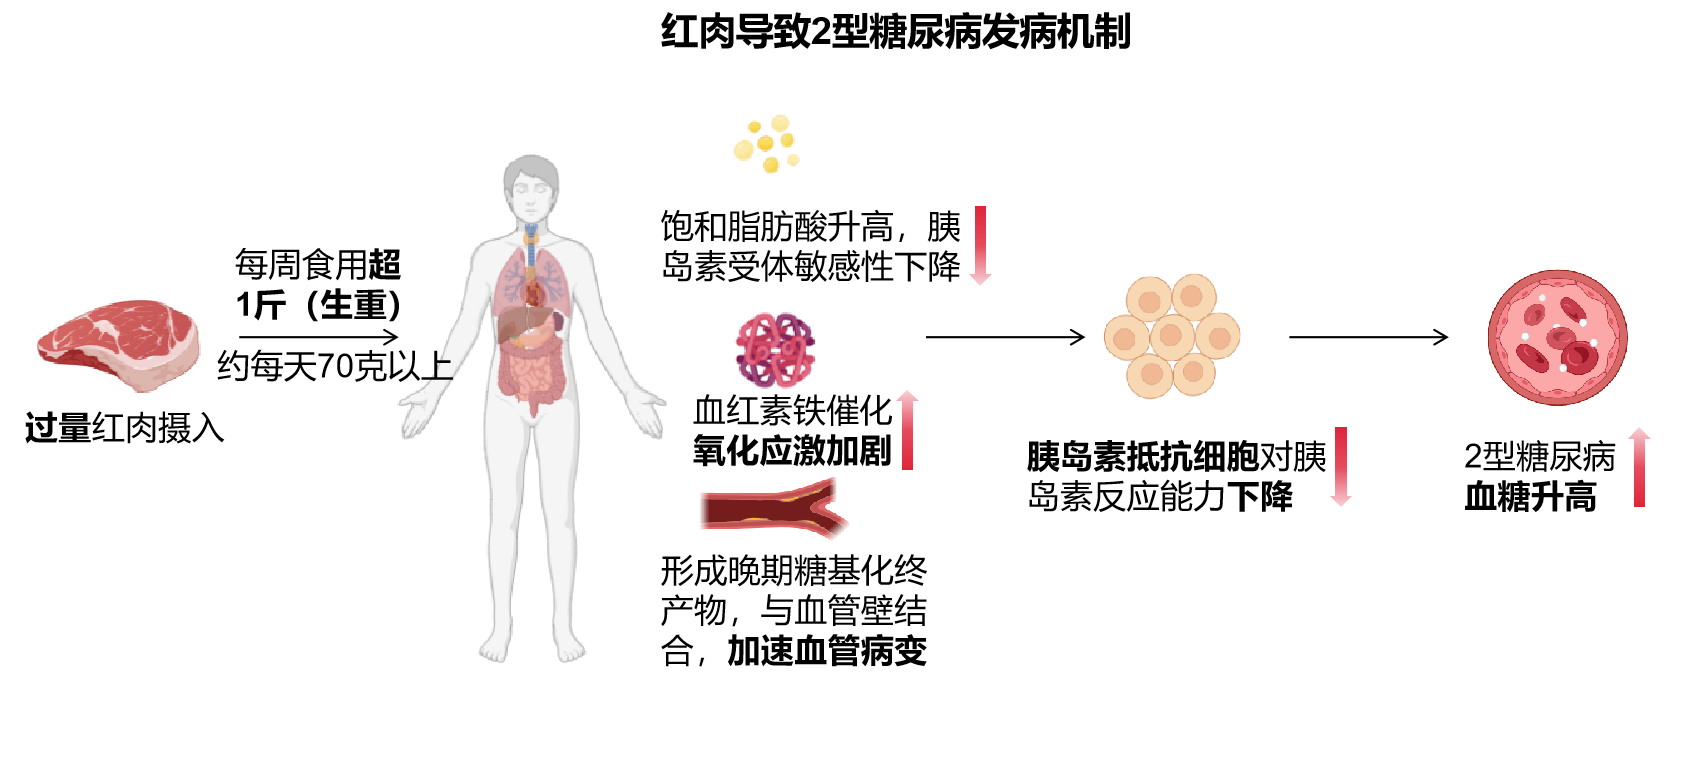 红肉导致2型糖尿病发病机制
过量红肉摄入
每周食用超
1斤（生重）
约每天70克以上
饱和脂肪酸升高，胰
岛素受体敏感性下降
血红素铁催化
氧化应激加剧
形成晚期糖基化终
产物，与血管壁结
合，加速血管病变
胰岛素抵抗细胞对胰
岛素反应能力下降
2型糖尿病
血糖升高